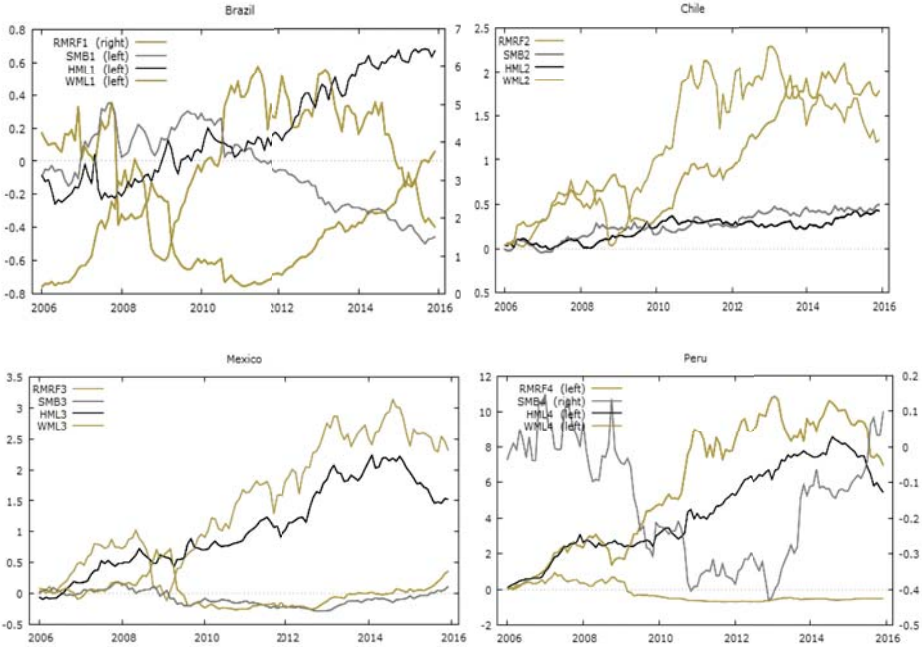 Brazil
RMRF1 (right)
SMB1 (left)
HML1 (left)
WML1 (left)
0.8
0.6
0.4
0.2
0
-0.2
-0.4
-0.6
-0.8
7
6
5
4
3
2
1
0
2006 2008 2010 2012 2014 2016
Chile
RMRF2
SMB2
HML2
WML2
2.5
2
1.5
1
0.5
0
0.5
2006 2008 2010 2012 2014 2016
Mexico
RMRF3
SMB3
HML3
WML3
3.5
3
2.5
2
1.5
1
0.5
0
-0.5
2006 2008 2010 2012 2014 2016
Peru
RMRF4 (left)
SMB4 (right)
HML4 (left)
WML4 (left)
12
10
8
6
4
2
0
-2
0.2
0.1
0
-0.1
-0.2
-0.3
-0.4
-0.5
2006 2008 2010 2012 2014 2016